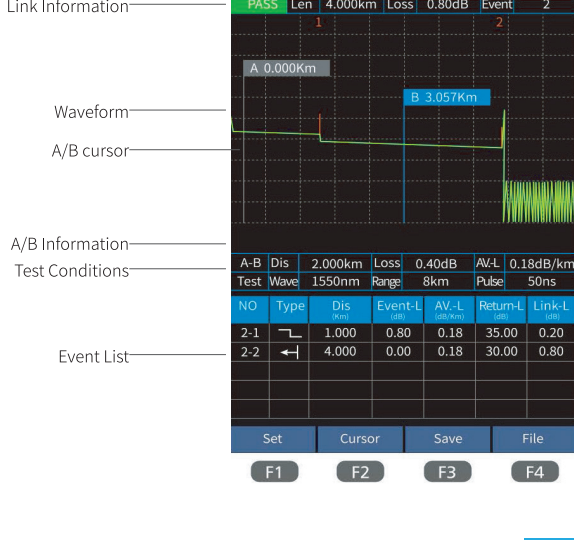 Link Information
PASS Len 4.000km Loss 0.80dB Event 2
1 2
A 0.000Km
B 3.057Km
Waveform
A/B cursor
A/B Information
Test Conditions
A-B Dis 2.000km Loss 0.40dB AV.-L 0.18dB/km
Test Wave 1550nm Range 8km Pulse 50ns
NO Type Dis (Km) Event-L (dB) AV.-L (dB/Km) Return-L (dB) Link-L (dB)
2-1 1.000 0.80 0.18 35.00 0.20
2-2 4.000 0.00 0.18 30.00 0.80
Event List
Set Cursor Save File
F1 F2 F3 F4